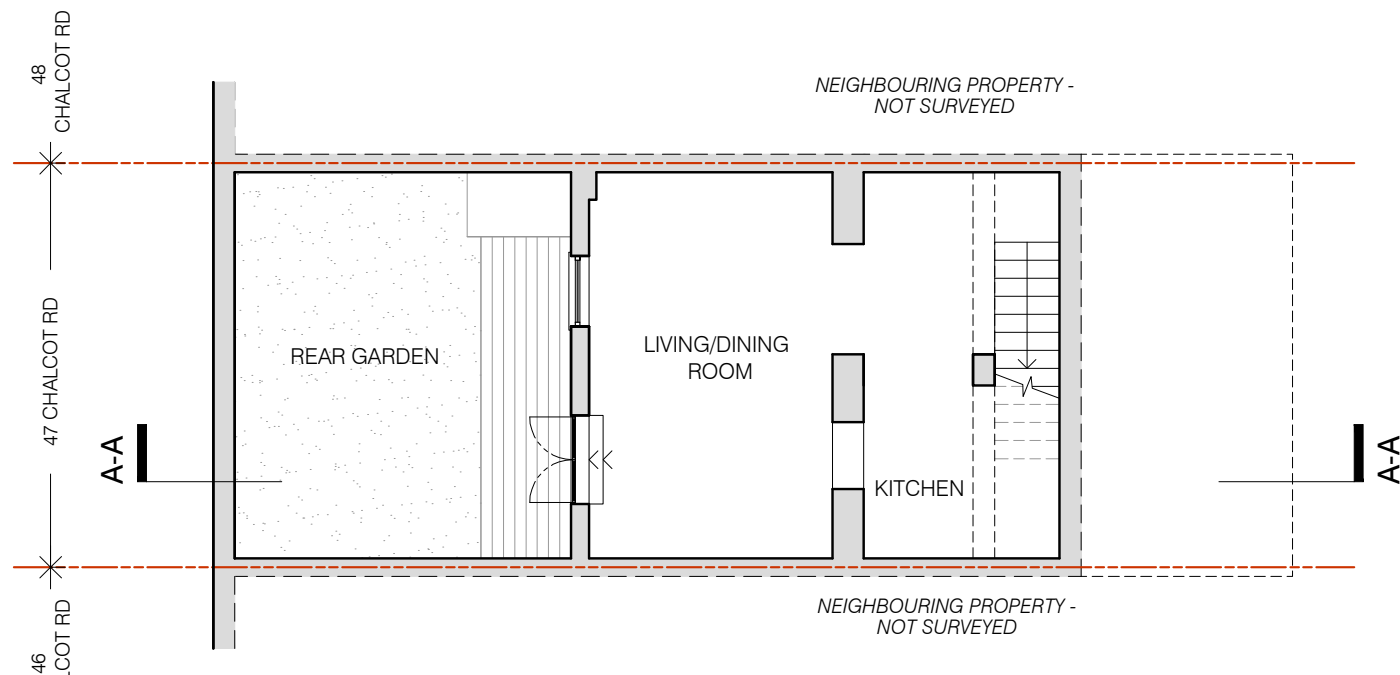 48
CHALCOT RD
NEIGHBOURING PROPERTY -
NOT SURVEYED
47 CHALCOT RD
REAR GARDEN
LIVING/DINING
ROOM
KITCHEN
A-A
A-A
NEIGHBOURING PROPERTY -
NOT SURVEYED
46
LCOT RD